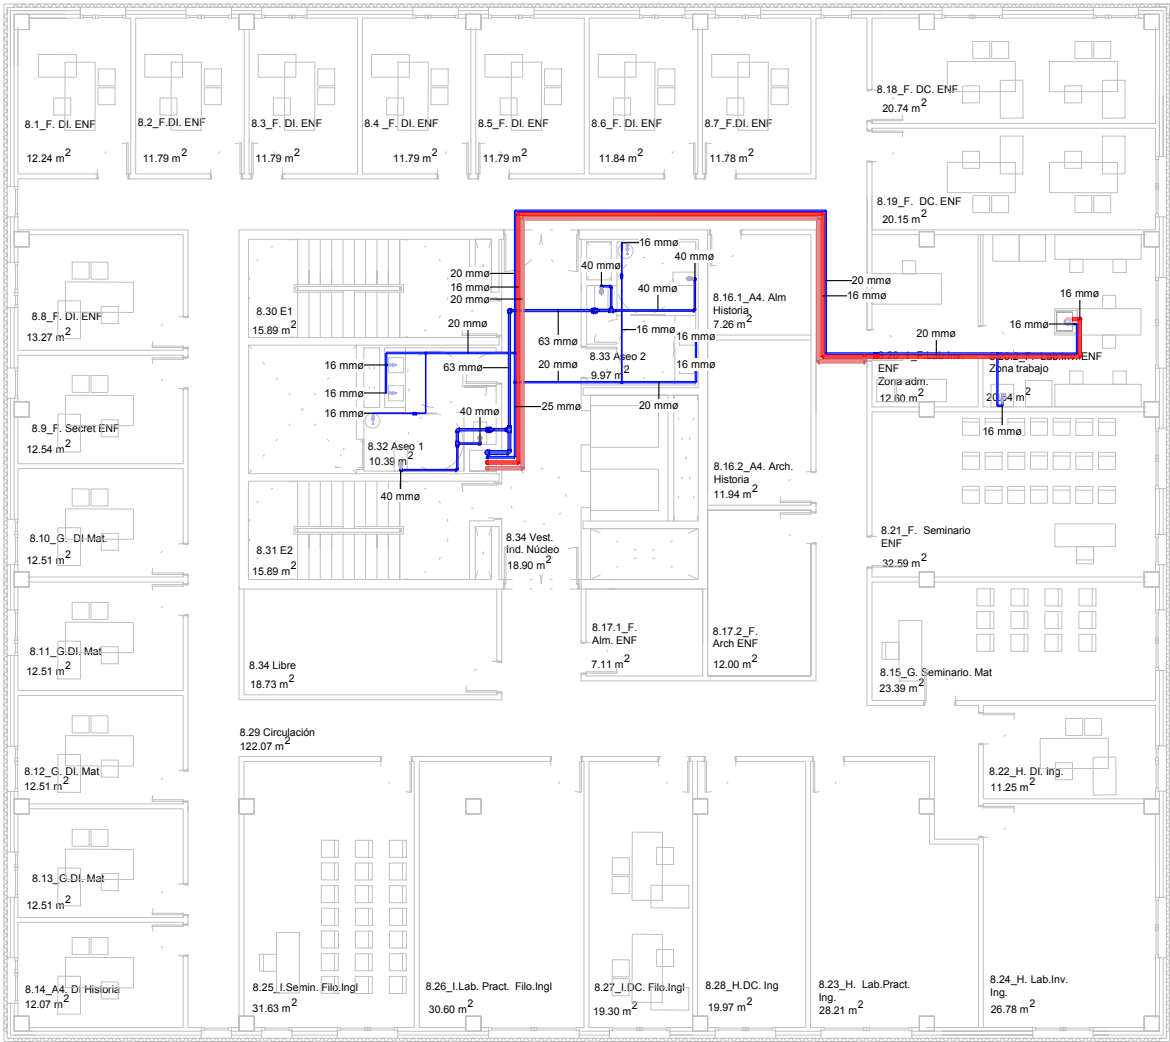 8.1_F. DI. ENF
12.24 m2
8.2_F.DI. ENF
11.79 m2
8.3_F. DI. ENF
11.79 m2
8.4 _F. DI. ENF
11.79 m2
8.5_F. DI. ENF
11.79 m2
8.6_F. DI. ENF
11.84 m2
8.7_F.DI. ENF
11.78 m2
8.18_F. DC. ENF
20.74 m2
8.19_F. DC. ENF
20.15 m2
8.8_F. DI. ENF
13.27 m2
8.30 E1
15.89 m2
20 mmø
16 mmø
20 mmø
16 mmø
40 mmø
40 mmø
40 mmø
8.16.1_A4. Alm
Historia
7.26 m2
20 mmø
16 mmø
16 mmø
16 mmø
20 mmø
20 mmø
63 mmø
63 mmø
16 mmø
16 mmø
16 mmø
8.33 Aseo 2
9.97 m2
20 mmø
20 mmø
25 mmø
16 mmø
16 mmø
16 mmø
40 mmø
ENF
Zona adm.
12.60 m2
ENF
Zona trabajo
m2
16 mmø
8.9_F. Secret ENF
12.54 m2
8.32 Aseo 1
10.39 m2
40 mmø
8.16.2_A4. Arch.
Historia
11.94 m2
8.10_G. DI Mat.
12.51 m2
8.31 E2
15.89 m2
8.34 Vest.
Ind. Núcleo
18.90 m2
8.21_F. Seminario
ENF
32.59 m2
8.11_G.DI. Mat
12.51 m2
8.34 Libre
18.73 m2
8.17.1_F.
Alm. ENF
7.11 m2
8.17.2_F.
Arch ENF
12.00 m2
8.15_G. Seminario. Mat
23.39 m2
8.29 Circulación
122.07 m2
8.12_G.DI. Mat
12.51 m2
8.22_H. DI. ing.
11.25 m2
8.13_G.DI. Mat
12.51 m2
8.14_A4. DI Historia
12.07 m2
8.25_I.Semin. Filo.Ingl
31.63 m2
8.26_I.Lab. Pract. Filo.Ingl
30.60 m2
8.27_I.DC. Filo.Ingl
19.30 m2
8.28_H.DC. Ing
19.97 m2
8.23_H. Lab.Pract.
Ing.
28.21 m2
8.24_H. Lab.Inv.
Ing.
26.78 m2